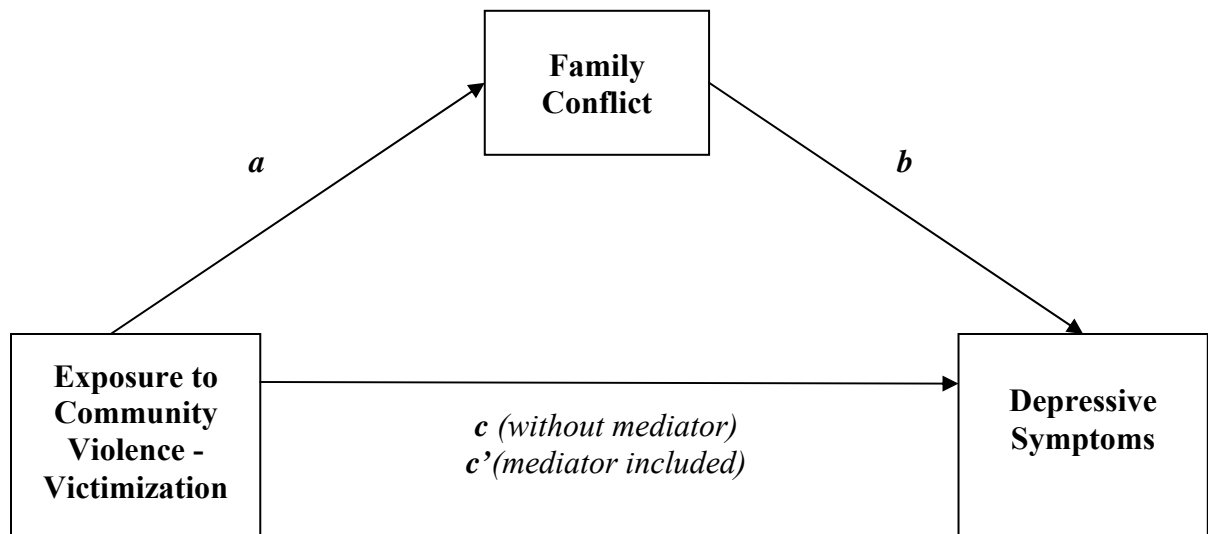 Family
Conflict
a
b
Exposure to
Community
Violence -
Victimization
c (without mediator)
c’(mediator included)
Depressive
Symptoms